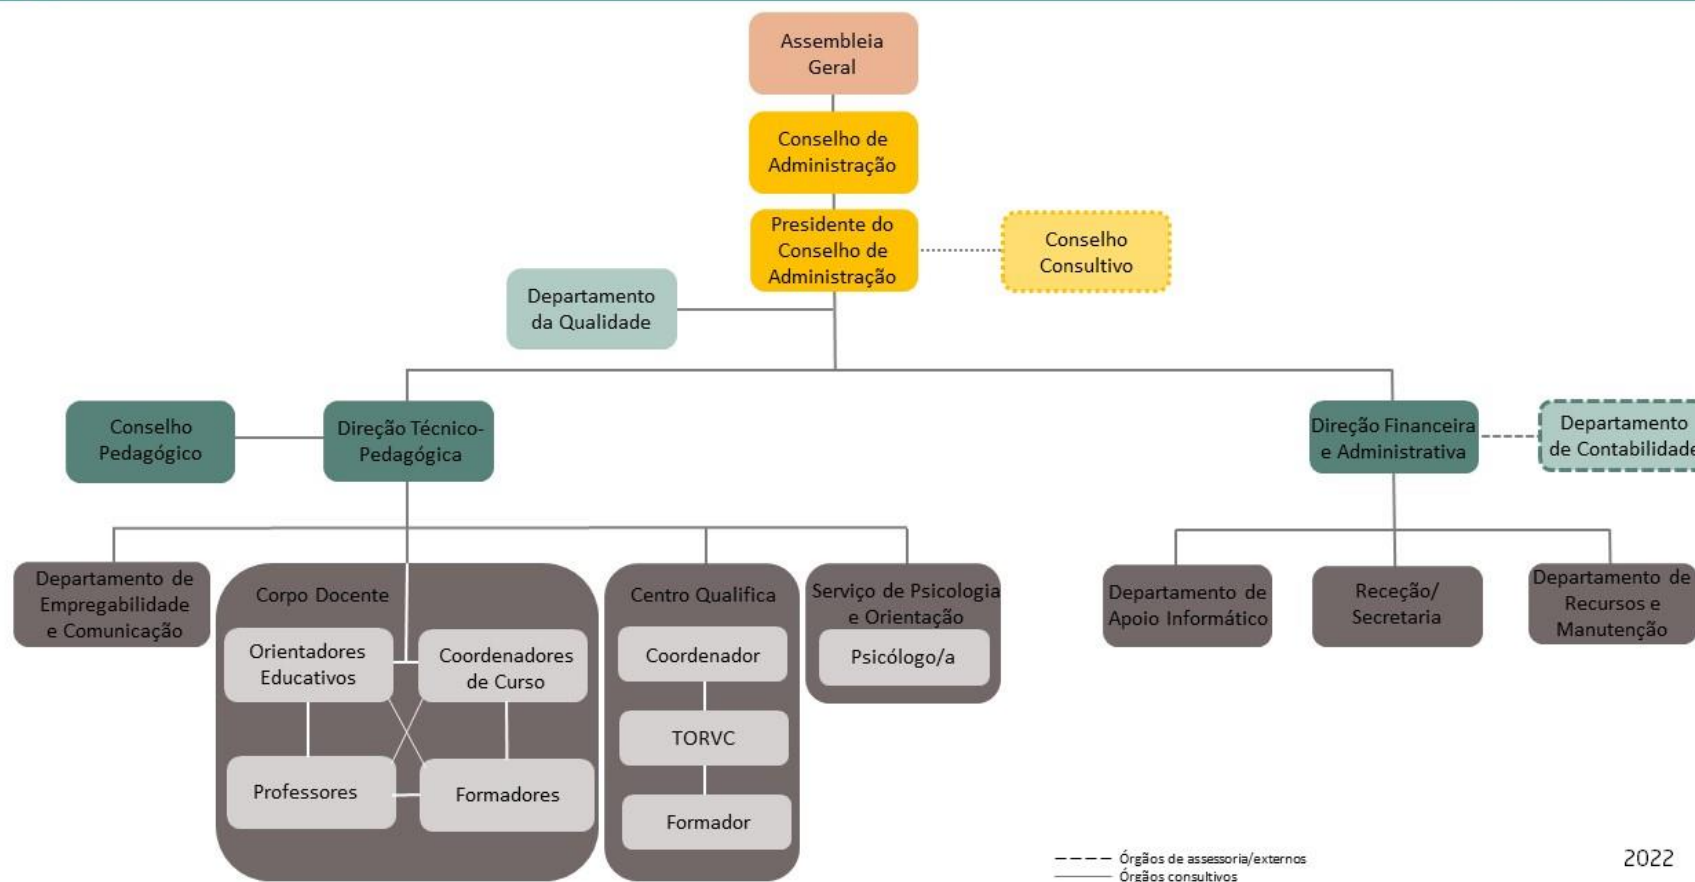 Assembleia
Geral
Conselho de
Administração
Presidente do
Conselho de
Administração
Conselho
Consultivo
Departamento
da Qualidade
Conselho
Pedagógico
Direção Técnico-
Pedagógica
Direção Financeira
e Administrativa
Departamento
de Contabilidade
Departamento de
Empregabilidade
e Comunicação
Corpo Docente
Orientadores
Educativos
Coordenadores
de Curso
Professores
Formadores
Centro Qualifica
Coordenador
TORVC
Formador
Serviço de Psicologia
e Orientação
Psicólogo/a
Departamento de
Apoio Informático
Receção/
Secretaria
Departamento de
Recursos e
Manutenção
Órgãos de assessoria/externos
Órgãos consultivos
2022